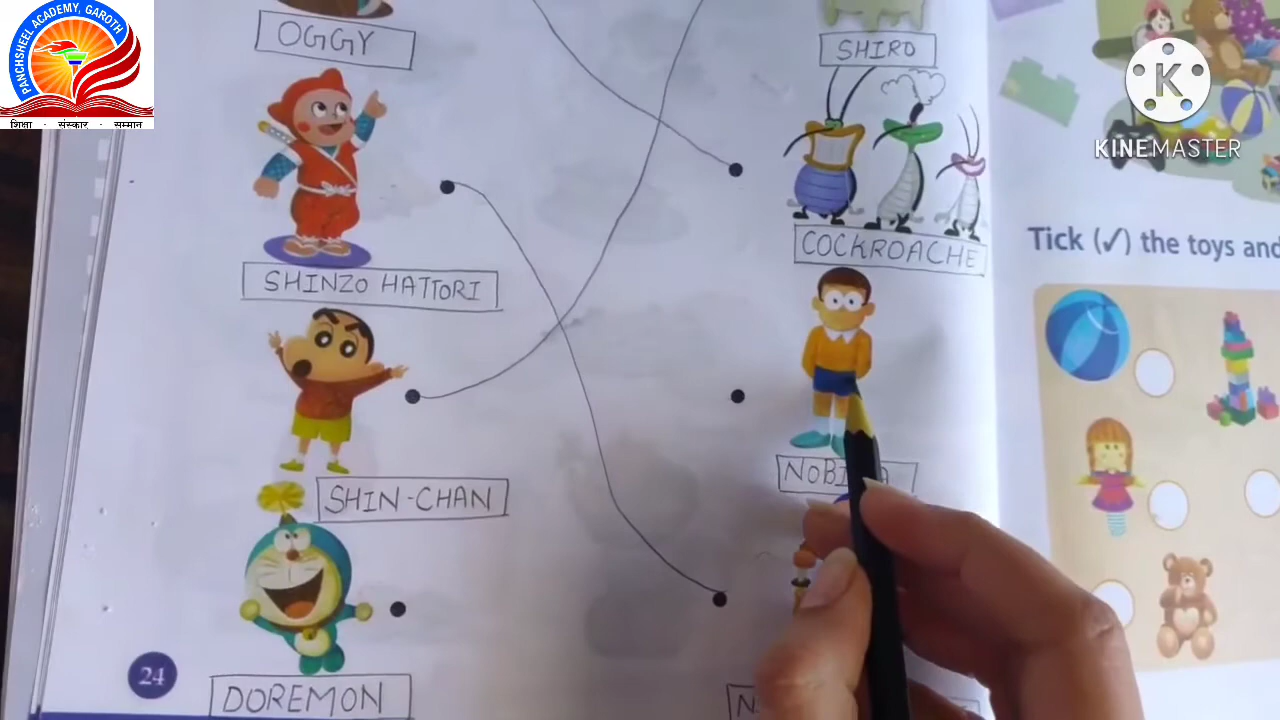 PANCHSHEEL ACADEMY, GAROTH
शिक्षा · संस्कार · सम्मान
OGGY
SHIRO
KINEMASTER
COCKROACHE
Tick (✓) the toys and
SHINZO HATTORI
SHIN-CHAN
24
DOREMON